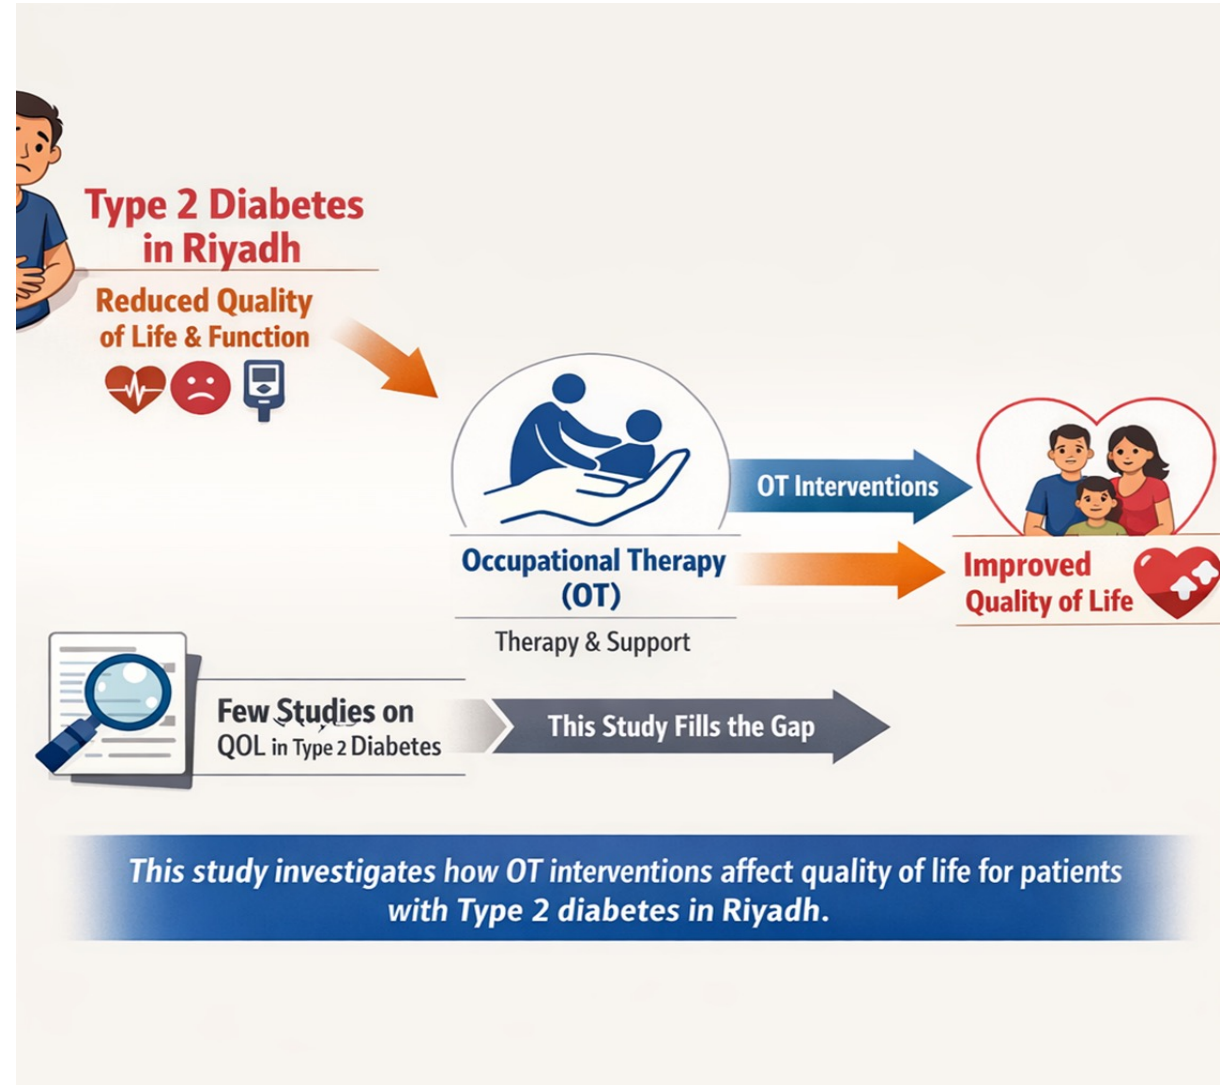 Type 2 Diabetes
in Riyadh
Reduced Quality
of Life & Function
OT Interventions
Occupational Therapy
(OT)
Therapy & Support
Improved
Quality of Life
Few Studies on
QOL in Type 2 Diabetes
This Study Fills the Gap
This study investigates how OT interventions affect quality of life for patients
with Type 2 diabetes in Riyadh.